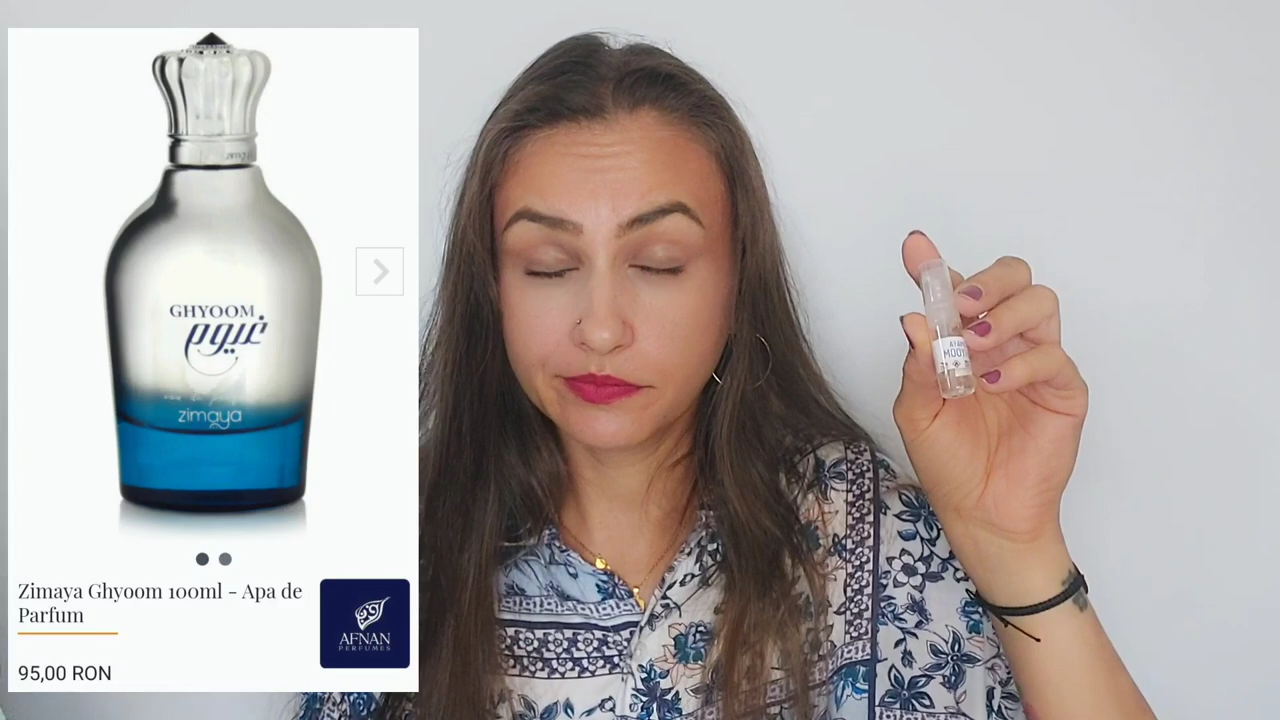 GHYOOM
غيوم
zimaya
Zimaya Ghyoom 100ml - Apa de
Parfum
AFNAN
PERFUMES
95,00 RON